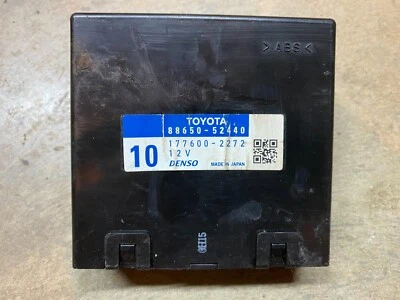 >ABS<
TOYOTA
88650-52440
177600-2272
10
12V
DENSO MADE IN JAPAN